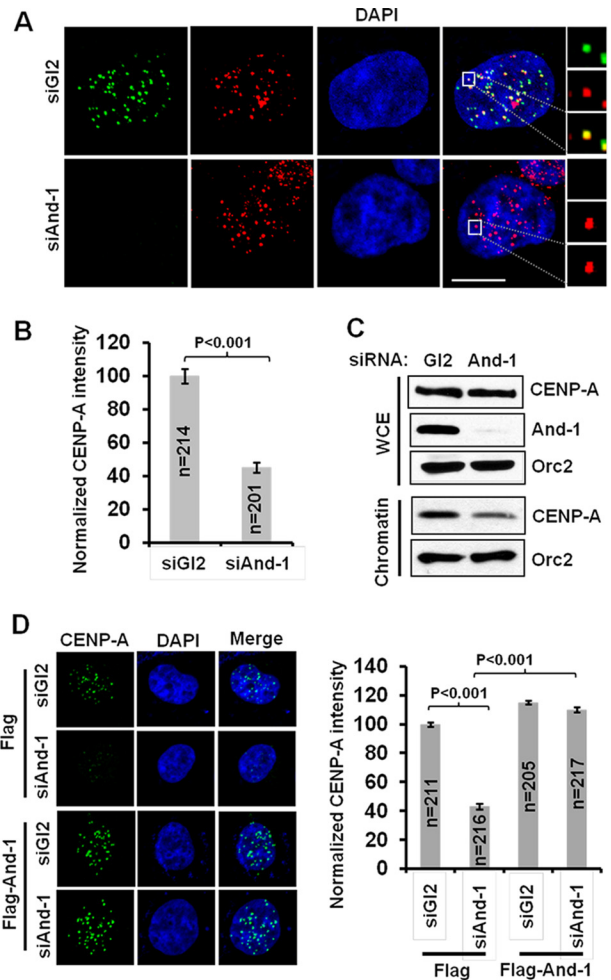 A
DAPI
siGl2
siAnd-1
B
Normalized CENP-A intensity
120
100
80
60
40
20
0
P<0.001
n=214
n=201
siGl2
siAnd-1
C
siRNA: Gl2 And-1
WCE
CENP-A
And-1
Orc2
Chromatin
CENP-A
Orc2
D
CENP-A DAPI Merge
Flag
siGl2
siAnd-1
Flag-And-1
siGl2
siAnd-1
Normalized CENP-A intensity
140
120
100
80
60
40
20
0
P<0.001
P<0.001
n=211
n=216
n=205
n=217
siGl2
siAnd-1
siGl2
siAnd-1
Flag
Flag-And-1